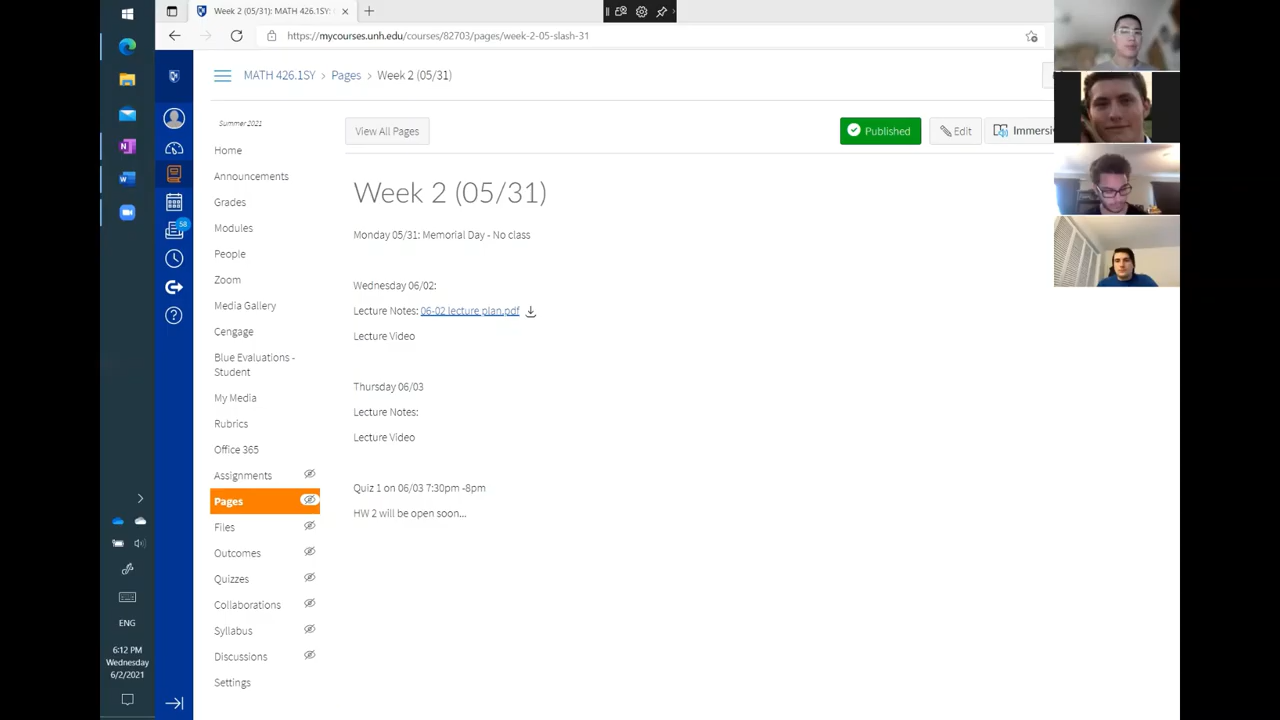 Week 2 (05/31): MATH 426.1SY
https://mycourses.unh.edu/courses/82703/pages/week-2-05-slash-31
MATH 426.1SY > Pages > Week 2 (05/31)
Summer 2021
View All Pages
Published
Edit
Home
Announcements
Grades
Modules
People
Zoom
Media Gallery
Cengage
Blue Evaluations -
Student
My Media
Rubrics
Office 365
Assignments
Pages
Files
Outcomes
Quizzes
Collaborations
Syllabus
Discussions
Settings
Week 2 (05/31)
Monday 05/31: Memorial Day - No class
Wednesday 06/02:
Lecture Notes: 06-02 lecture plan.pdf
Lecture Video
Thursday 06/03
Lecture Notes:
Lecture Video
Quiz 1 on 06/03 7:30pm -8pm
HW 2 will be open soon...
58
ENG
6:12 PM
Wednesday
6/2/2021